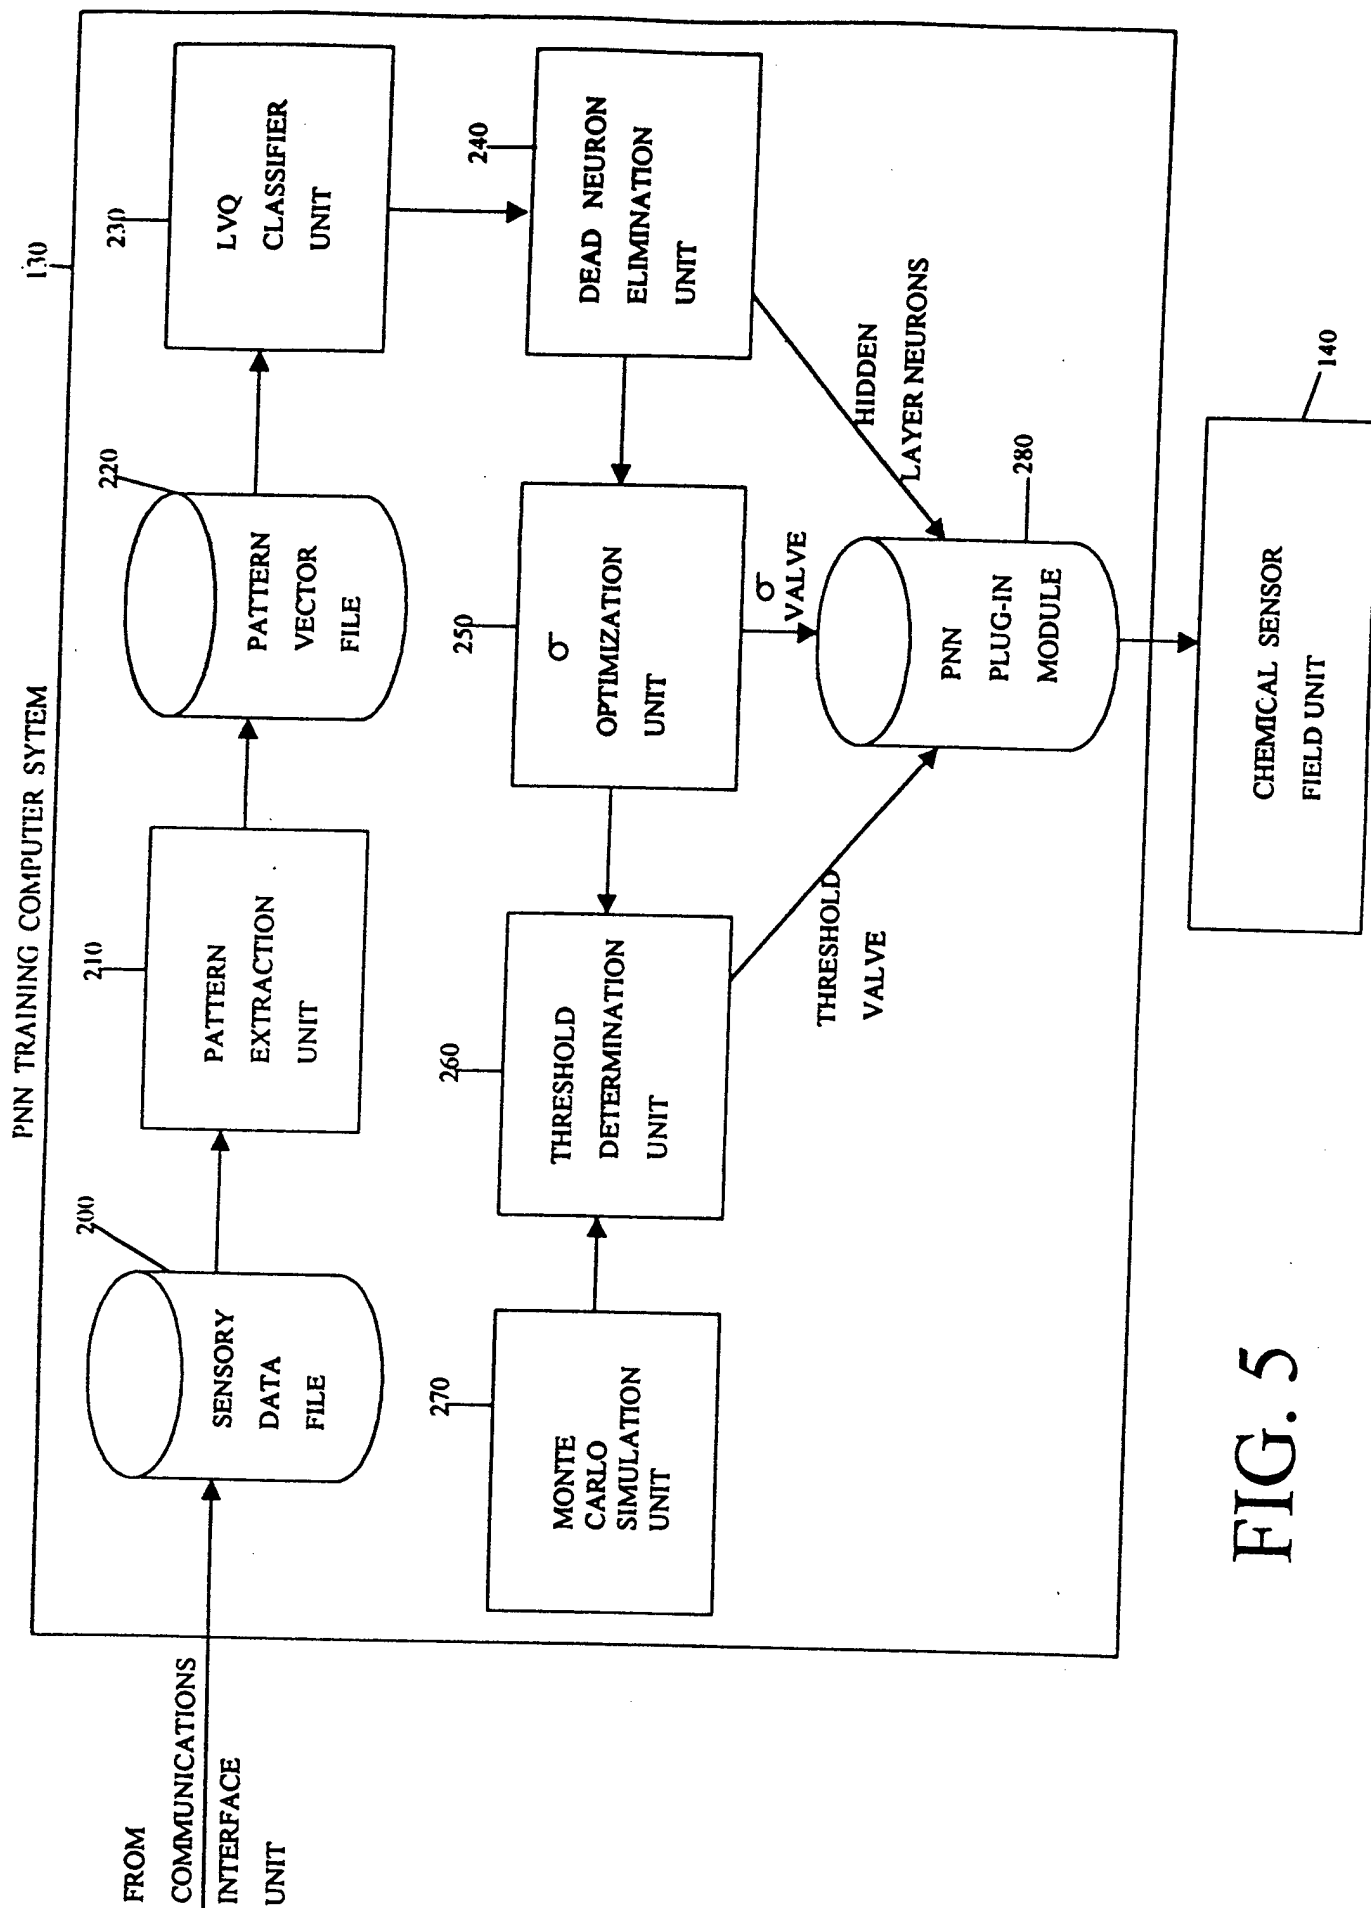 PNN TRAINING COMPUTER SYTEM
130
FROM
COMMUNICATIONS
INTERFACE
UNIT
200
SENSORY
DATA
FILE
210
PATTERN
EXTRACTION
UNIT
220
PATTERN
VECTOR
FILE
230
LVQ
CLASSIFIER
UNIT
270
MONTE
CARLO
SIMULATION
UNIT
260
THRESHOLD
DETERMINATION
UNIT
250
σ
OPTIMIZATION
UNIT
240
DEAD NEURON
ELIMINATION
UNIT
THRESHOLD
VALVE
σ
VALVE
HIDDEN
LAYER NEURONS
280
PNN
PLUG-IN
MODULE
140
CHEMICAL SENSOR
FIELD UNIT
FIG. 5